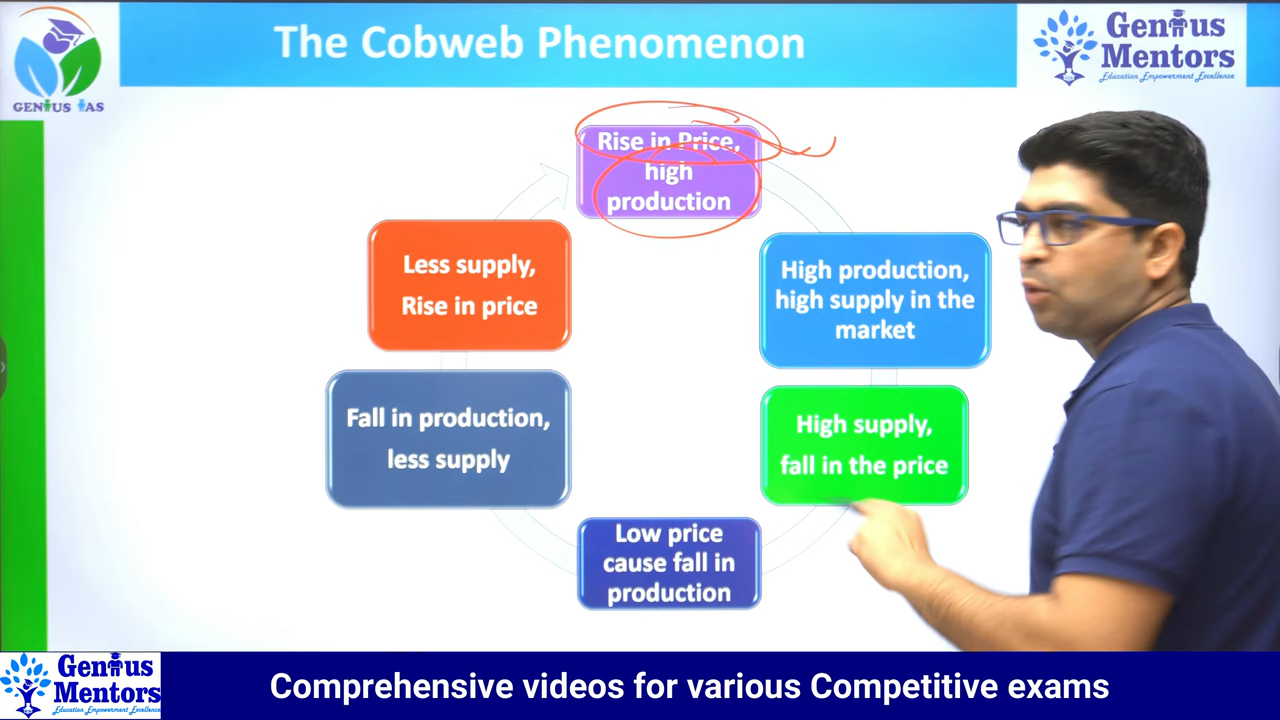 The Cobweb Phenomenon
GENIUS IAS
Genius
Mentors
Education Empowerment Excellence
Rise in Price,
high
production
High production,
high supply in the
market
High supply,
fall in the price
Low price
cause fall in
production
Fall in production,
less supply
Less supply,
Rise in price
Genius
Mentors
Education Empowerment Excellence
Comprehensive videos for various Competitive exams